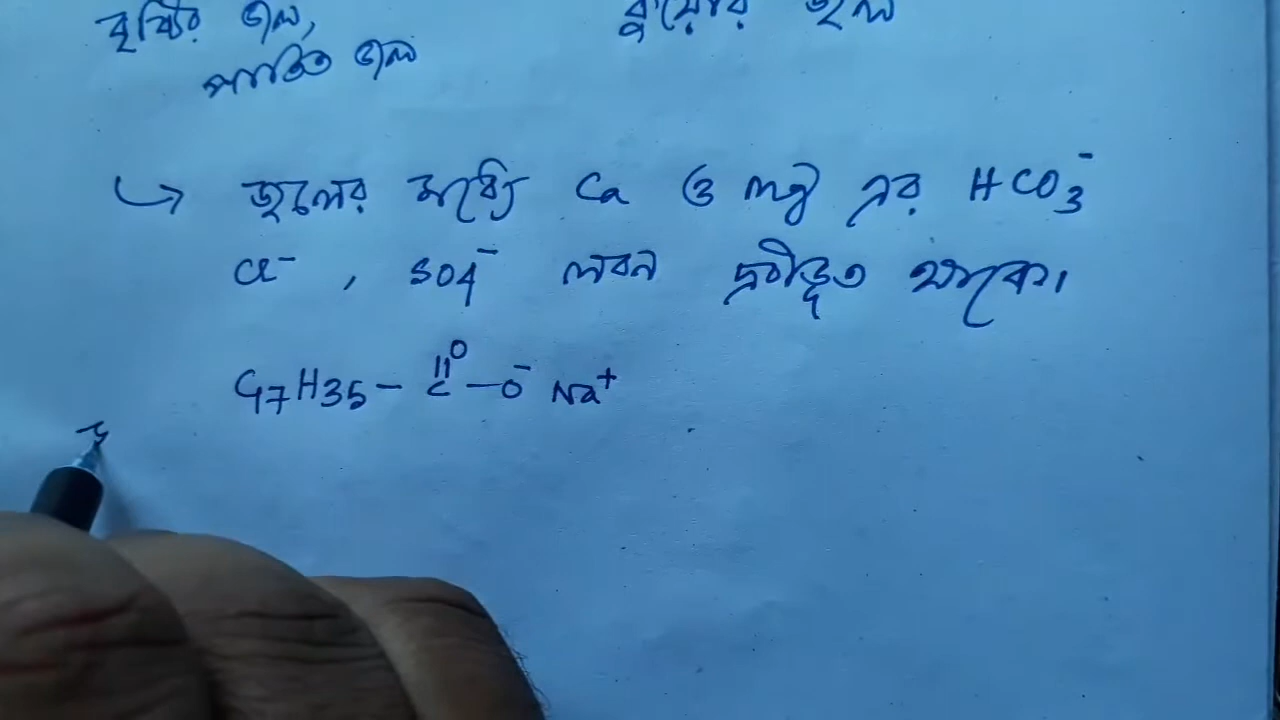 বৃষ্টির জল, কুয়োর জল
পাতিত জল
↪ জলের মধ্যে Ca ও Mg এর HCO₃⁻
Cl⁻, SO₄⁻ লবন দ্রবীভূত থাকে।
C₁₇H₃₅ – C(=O) – O⁻ Na⁺